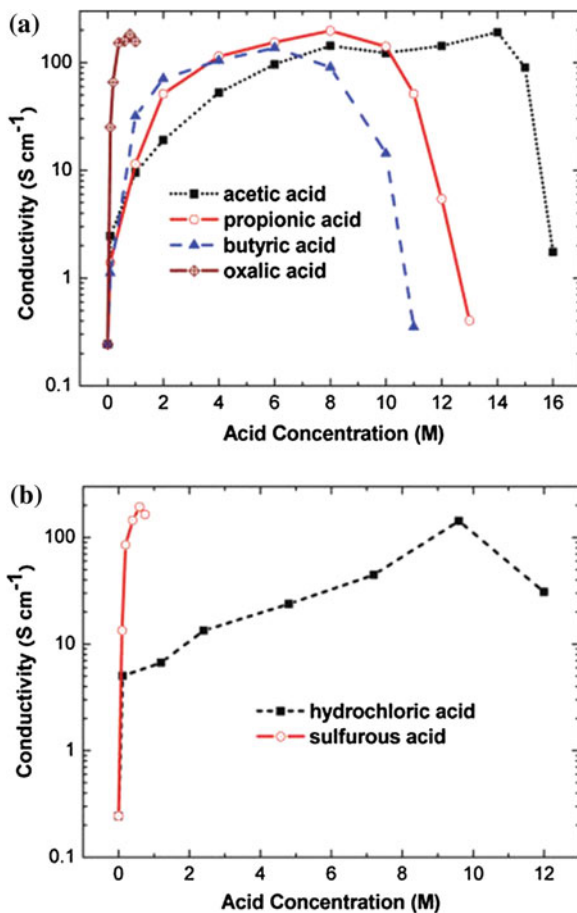 (a)
100
10
1
0.1
Conductivity (S cm⁻¹)
acetic acid
propionic acid
butyric acid
oxalic acid
0 2 4 6 8 10 12 14 16
Acid Concentration (M)
(b)
100
10
1
0.1
Conductivity (S cm⁻¹)
hydrochloric acid
sulfurous acid
0 2 4 6 8 10 12
Acid Concentration (M)